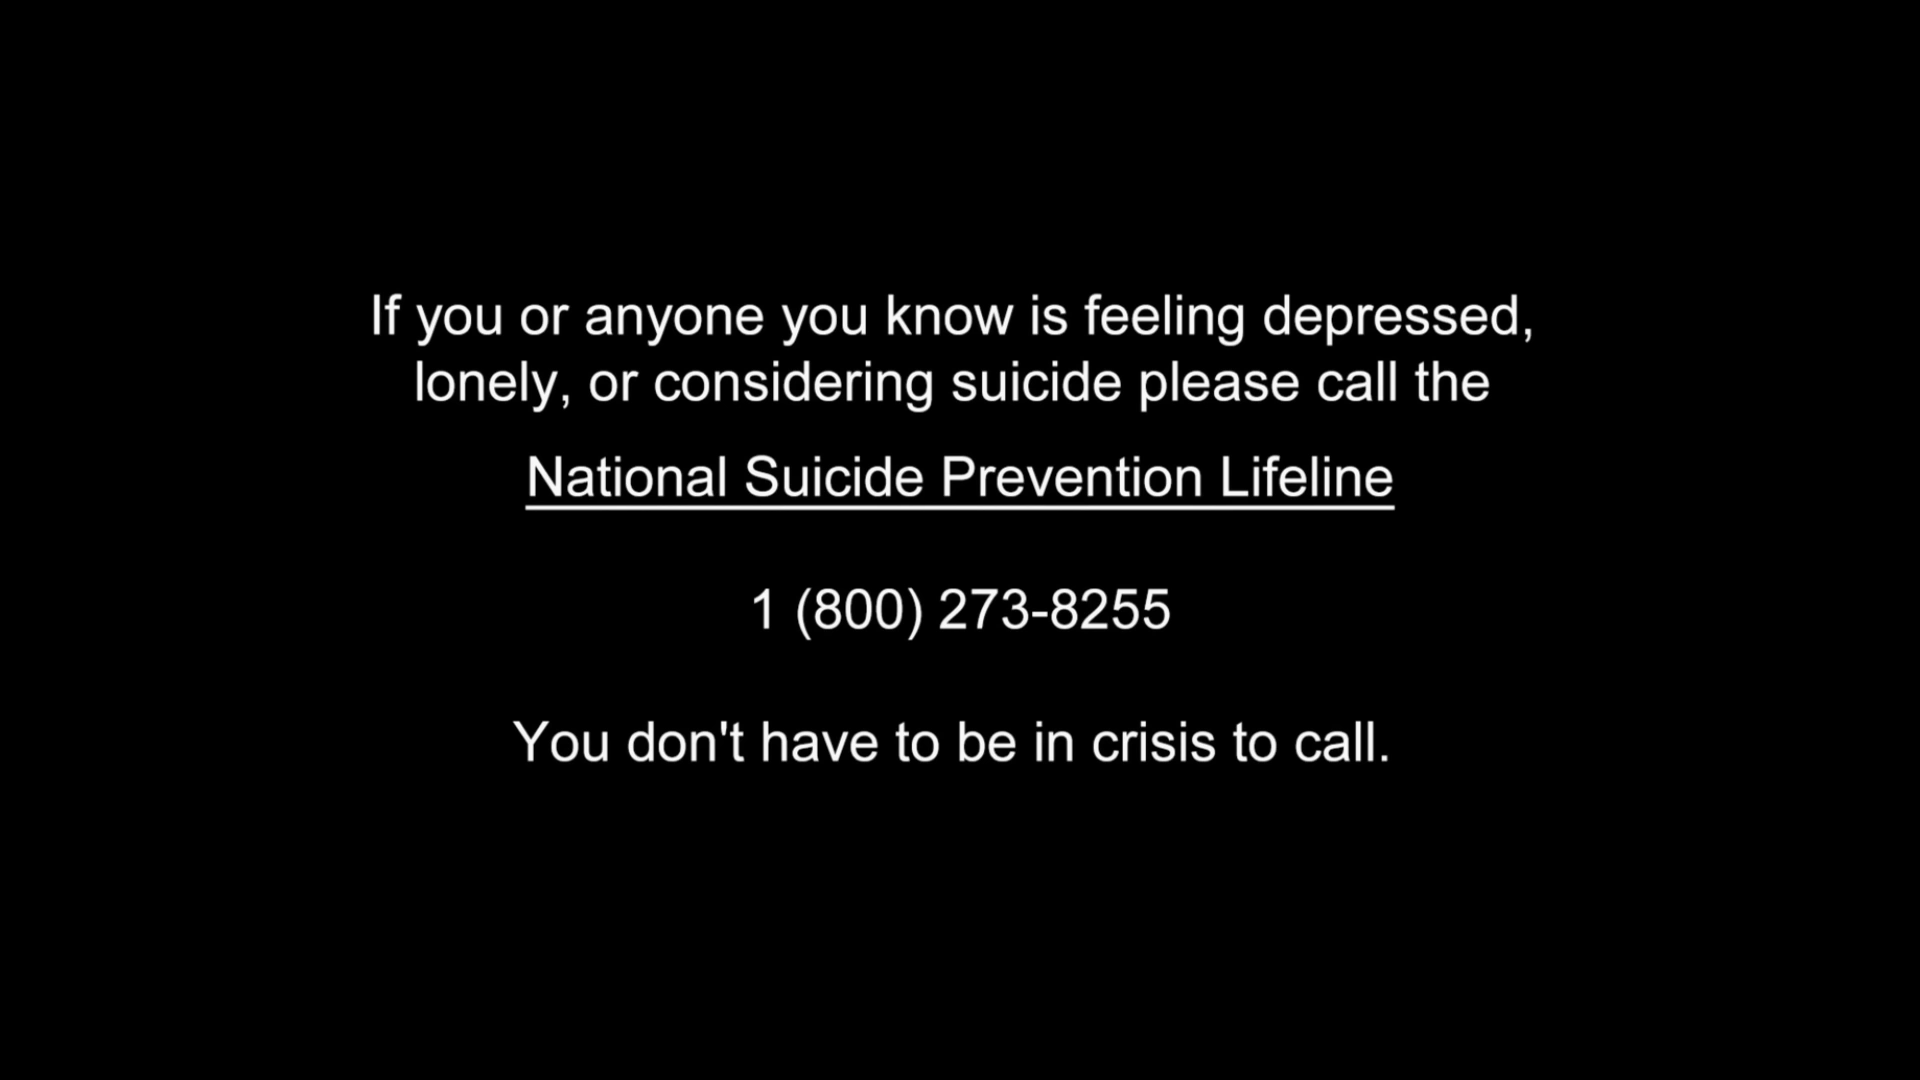 If you or anyone you know is feeling depressed,
lonely, or considering suicide please call the
National Suicide Prevention Lifeline
1 (800) 273-8255
You don't have to be in crisis to call.